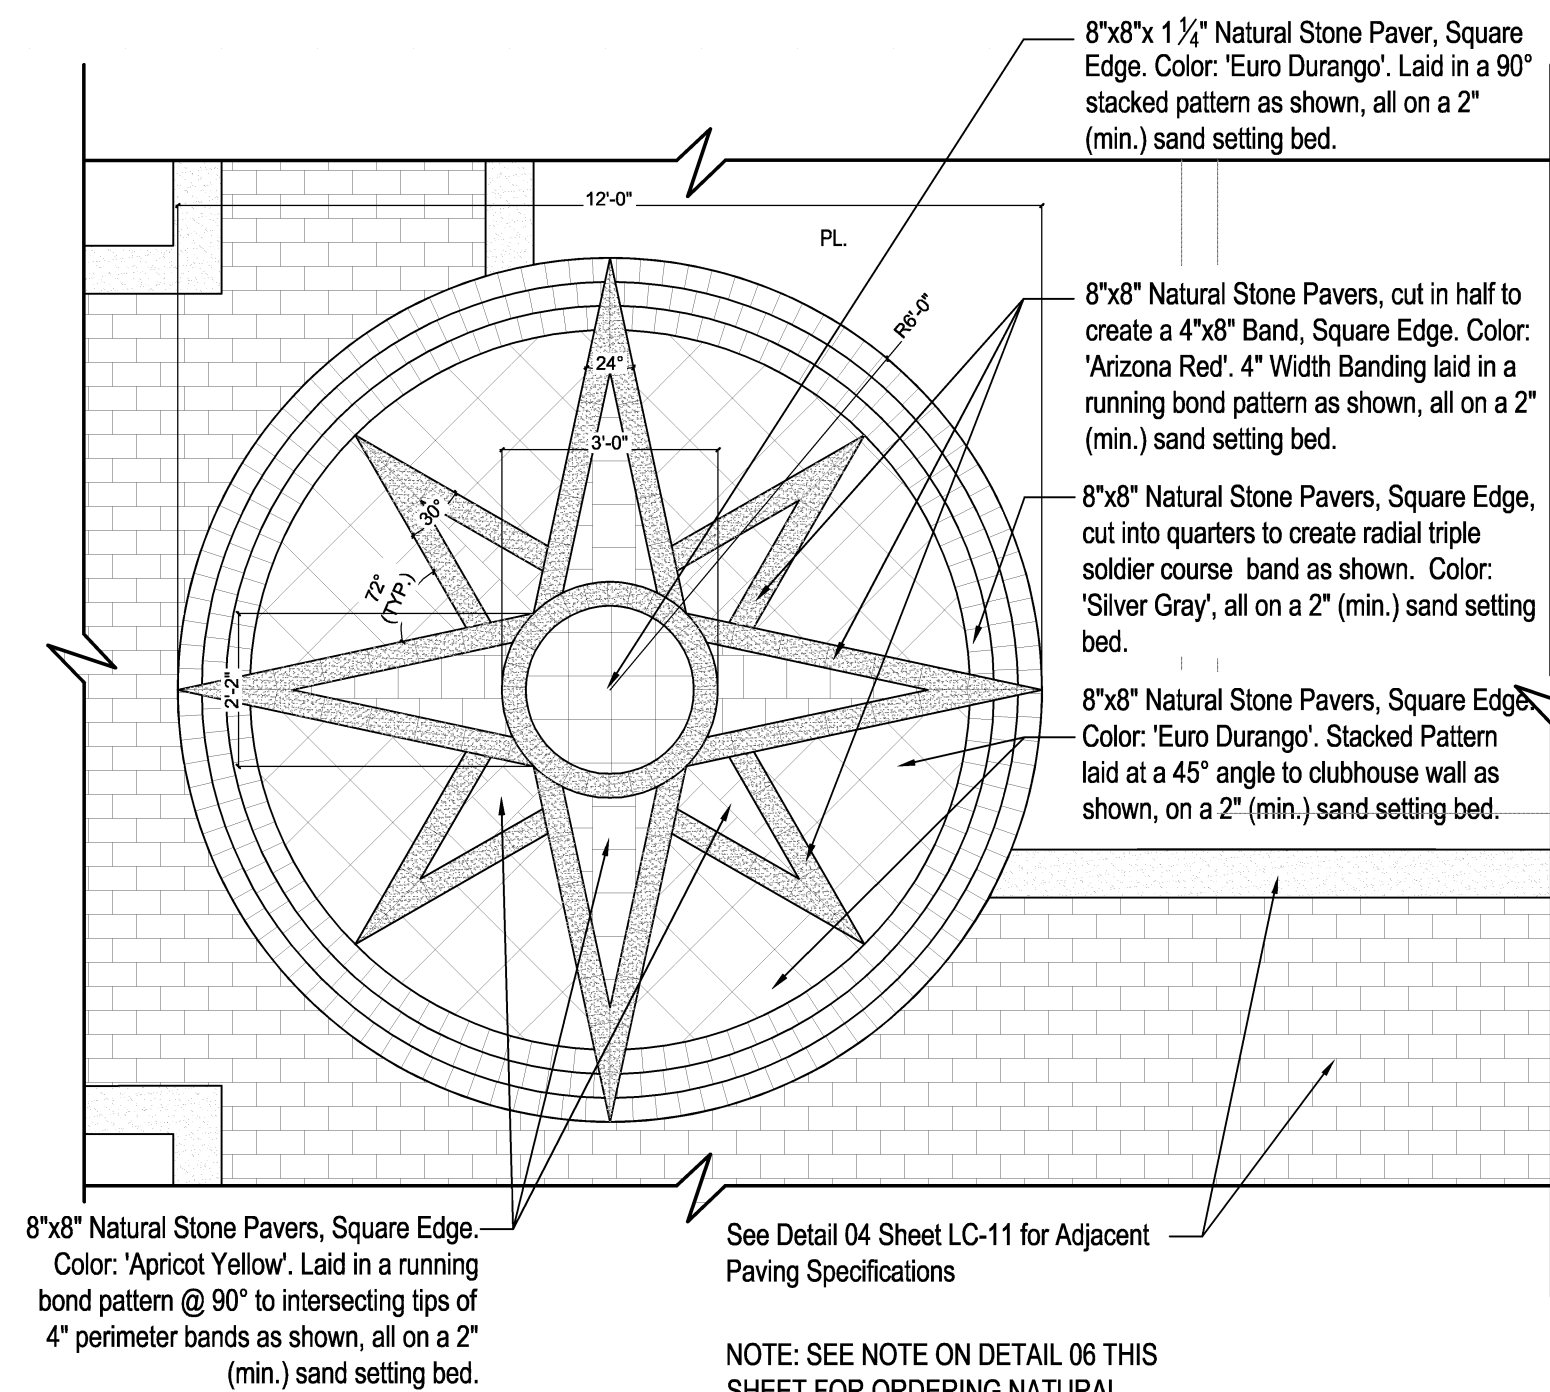 8"x8"x 1 ¼" Natural Stone Paver, Square
Edge. Color: 'Euro Durango'. Laid in a 90°
stacked pattern as shown, all on a 2"
(min.) sand setting bed.
12'-0"
PL.
8"x8" Natural Stone Pavers, cut in half to
create a 4"x8" Band, Square Edge. Color:
'Arizona Red'. 4" Width Banding laid in a
running bond pattern as shown, all on a 2"
(min.) sand setting bed.
R6'-0"
24°
3'-0"
30°
72°
(TYP.)
2'-2"
8"x8" Natural Stone Pavers, Square Edge,
cut into quarters to create radial triple
soldier course band as shown. Color:
'Silver Gray', all on a 2" (min.) sand setting
bed.
8"x8" Natural Stone Pavers, Square Edge.
Color: 'Euro Durango'. Stacked Pattern
laid at a 45° angle to clubhouse wall as
shown, on a 2" (min.) sand setting bed.
8"x8" Natural Stone Pavers, Square Edge.
Color: 'Apricot Yellow'. Laid in a running
bond pattern @ 90° to intersecting tips of
4" perimeter bands as shown, all on a 2"
(min.) sand setting bed.
See Detail 04 Sheet LC-11 for Adjacent
Paving Specifications
NOTE: SEE NOTE ON DETAIL 06 THIS
SHEET FOR ORDERING NATURAL